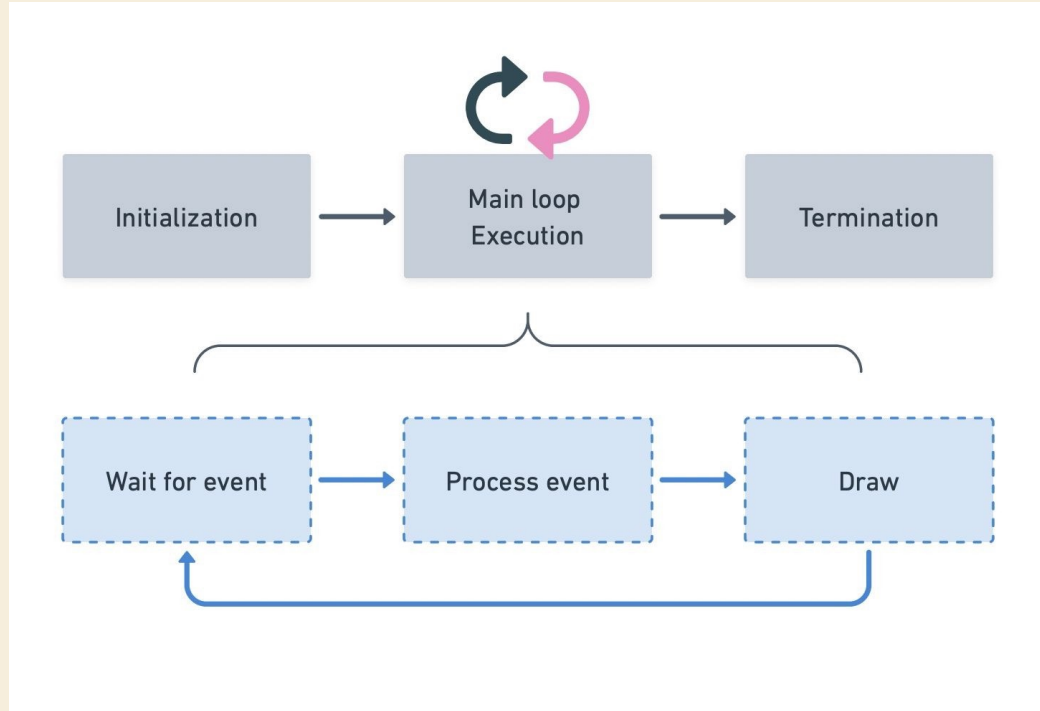 Initialization
Main loop
Execution
Termination
Wait for event
Process event
Draw